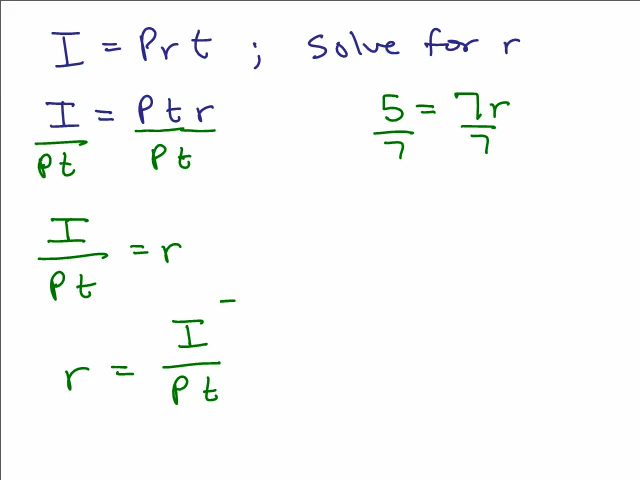 I = Prt ; solve for r
I/Pt = Ptr/Pt
5/7 = 7r/7
I/Pt = r
r = I/Pt